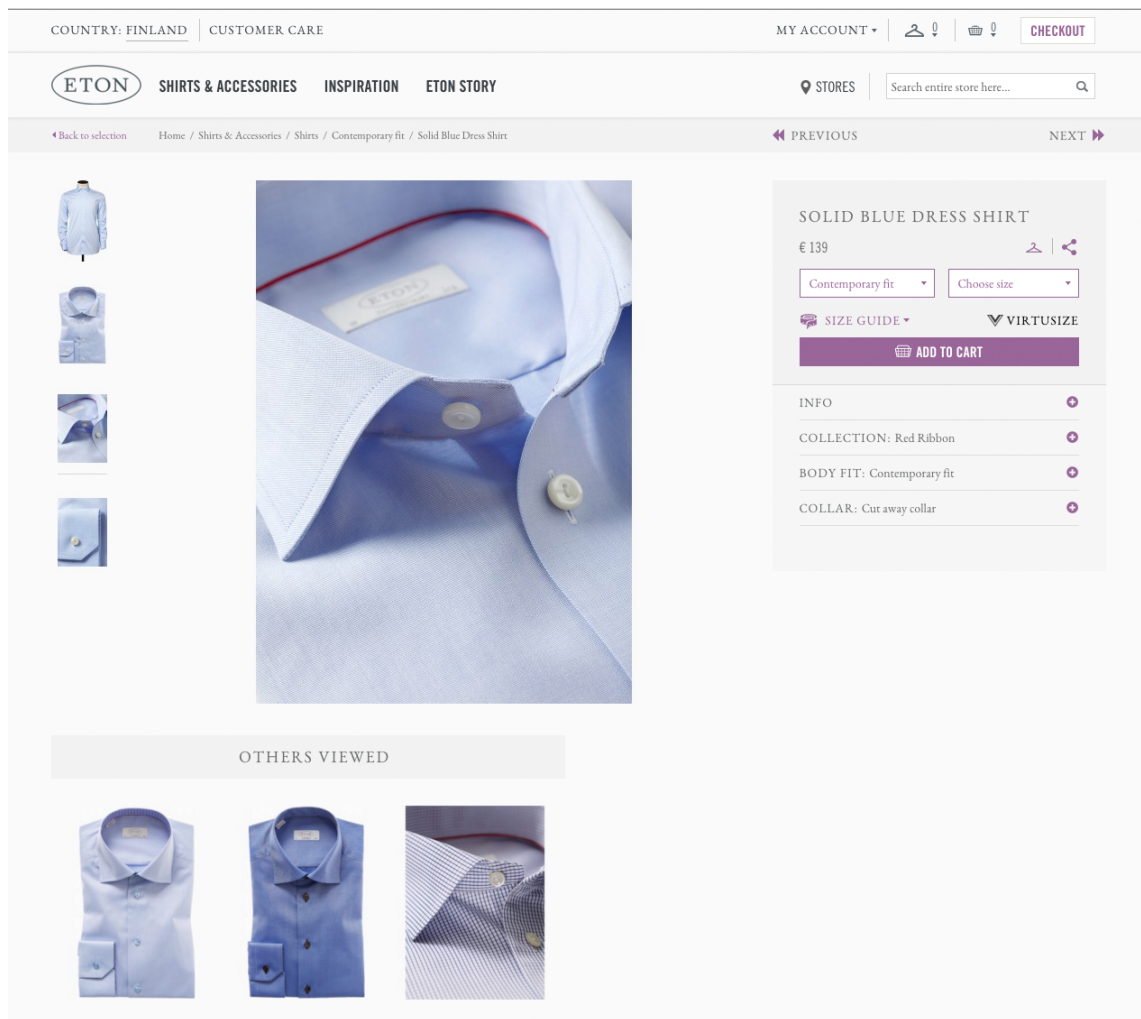 COUNTRY: FINLAND CUSTOMER CARE MY ACCOUNT 0 0 CHECKOUT
ETON SHIRTS & ACCESSORIES INSPIRATION ETON STORY STORES Search entire store here...
Back to selection Home / Shirts & Accessories / Shirts / Contemporary fit / Solid Blue Dress Shirt PREVIOUS NEXT
ETON
SOLID BLUE DRESS SHIRT
€ 139
Contemporary fit Choose size
SIZE GUIDE VIRTUSIZE
ADD TO CART
INFO
COLLECTION: Red Ribbon
BODY FIT: Contemporary fit
COLLAR: Cut away collar
OTHERS VIEWED